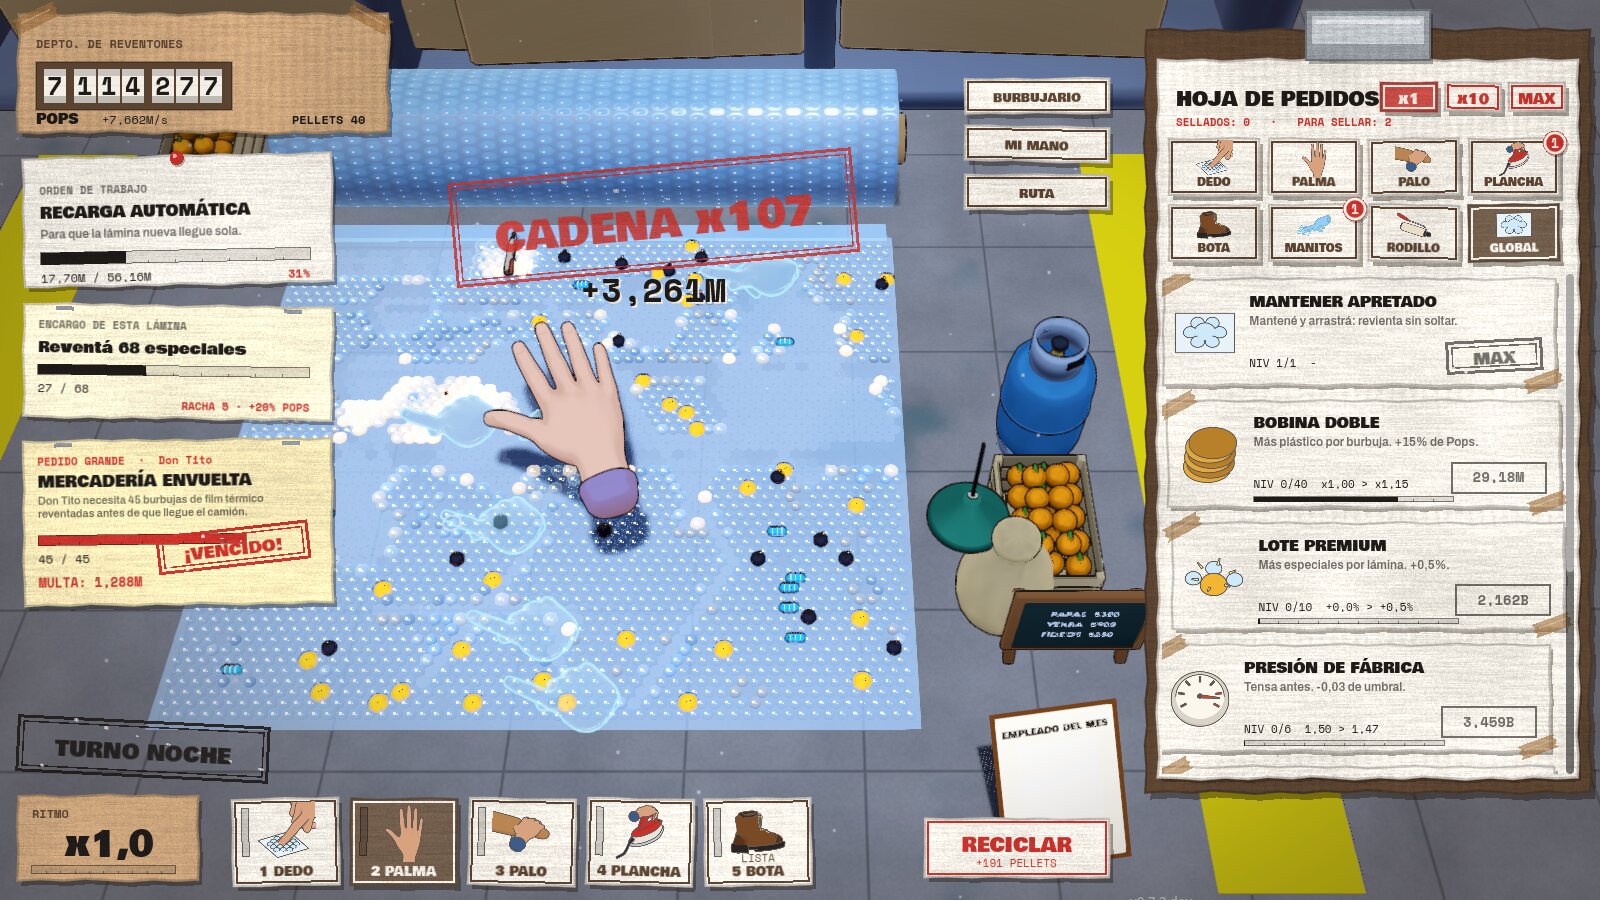 DEPTO. DE REVENTONES
7 114 277
POPS +7,662M/s PELLETS 40
ORDEN DE TRABAJO
RECARGA AUTOMÁTICA
Para que la lámina nueva llegue sola.
17,70M / 56,16M 31%
ENCARGO DE ESTA LÁMINA
Reventá 68 especiales
27 / 68
RACHA 5 · +20% POPS
PEDIDO GRANDE · Don Tito
MERCADERÍA ENVUELTA
Don Tito necesita 45 burbujas de film térmico
reventadas antes de que llegue el camión.
45 / 45
¡VENCIDO!
MULTA: 1,288M
TURNO NOCHE
RITMO
x1,0
1 DEDO
2 PALMA
3 PALO
4 PLANCHA
LISTA
5 BOTA
CADENA x107
+3,261M
BURBUJARIO
MI MANO
RUTA
EMPLEADO DEL MES
RECICLAR
+191 PELLETS
HOJA DE PEDIDOS x1 x10 MAX
SELLADOS: 0 · PARA SELLAR: 2
DEDO
PALMA
PALO
PLANCHA
1
BOTA
MANITOS
1
RODILLO
GLOBAL
MANTENER APRETADO
Mantené y arrastrá: revienta sin soltar.
NIV 1/1 -
MAX
BOBINA DOBLE
Más plástico por burbuja. +15% de Pops.
NIV 0/40 x1,00 > x1,15
29,18M
LOTE PREMIUM
Más especiales por lámina. +0,5%.
NIV 0/10 +0,0% > +0,5%
2,162B
PRESIÓN DE FÁBRICA
Tensa antes. -0,03 de umbral.
NIV 0/6 1,50 > 1,47
3,459B